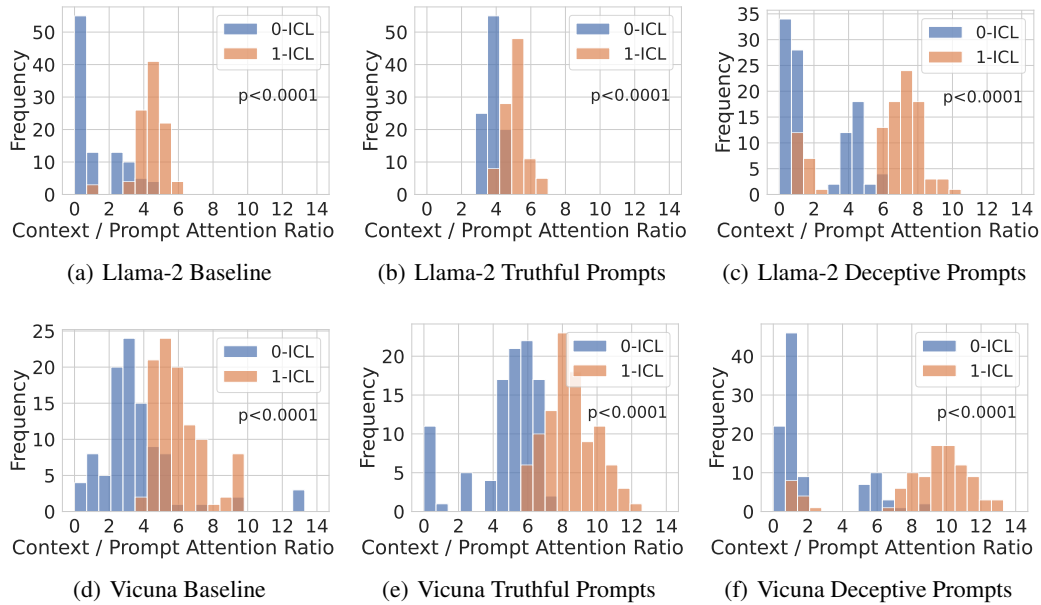 50
40
30
20
10
0
Frequency
0-ICL
1-ICL
p<0.0001
0 2 4 6 8 10 12 14
Context / Prompt Attention Ratio
(a) Llama-2 Baseline
50
40
30
20
10
0
Frequency
0-ICL
1-ICL
p<0.0001
0 2 4 6 8 10 12 14
Context / Prompt Attention Ratio
(b) Llama-2 Truthful Prompts
35
30
25
20
15
10
5
0
Frequency
0-ICL
1-ICL
p<0.0001
0 2 4 6 8 10 12 14
Context / Prompt Attention Ratio
(c) Llama-2 Deceptive Prompts
25
20
15
10
5
0
Frequency
0-ICL
1-ICL
p<0.0001
0 2 4 6 8 10 12 14
Context / Prompt Attention Ratio
(d) Vicuna Baseline
20
15
10
5
0
Frequency
0-ICL
1-ICL
p<0.0001
0 2 4 6 8 10 12 14
Context / Prompt Attention Ratio
(e) Vicuna Truthful Prompts
40
30
20
10
0
Frequency
0-ICL
1-ICL
p<0.0001
0 2 4 6 8 10 12 14
Context / Prompt Attention Ratio
(f) Vicuna Deceptive Prompts